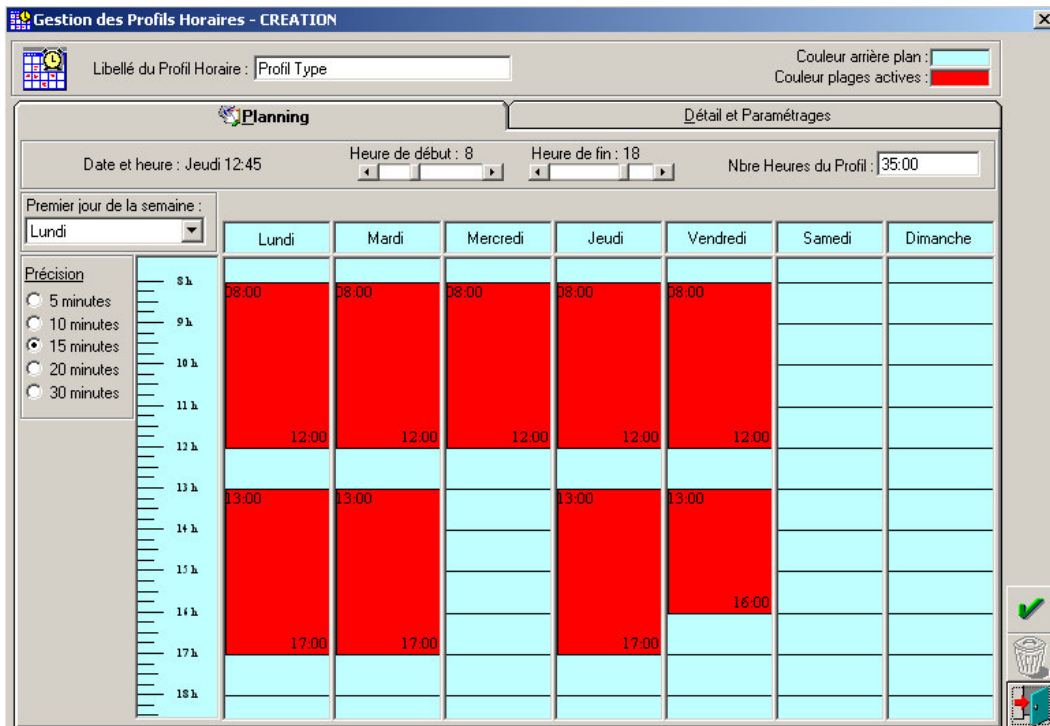 Gestion des Profils Horaires - CREATION
Libellé du Profil Horaire : Profil Type
Couleur arrière plan :
Couleur plages actives :
Planning
Détail et Paramétrages
Date et heure : Jeudi 12:45
Heure de début : 8
Heure de fin : 18
Nbre Heures du Profil : 35:00
Premier jour de la semaine :
Lundi
Lundi Mardi Mercredi Jeudi Vendredi Samedi Dimanche
Précision
5 minutes
10 minutes
15 minutes
20 minutes
30 minutes
8 h
08:00 08:00 08:00 08:00 08:00
9 h
10 h
11 h
12:00 12:00 12:00 12:00 12:00
12 h
13 h
13:00 13:00 13:00 13:00
14 h
15 h
16:00
16 h
17:00 17:00 17:00
17 h
18 h